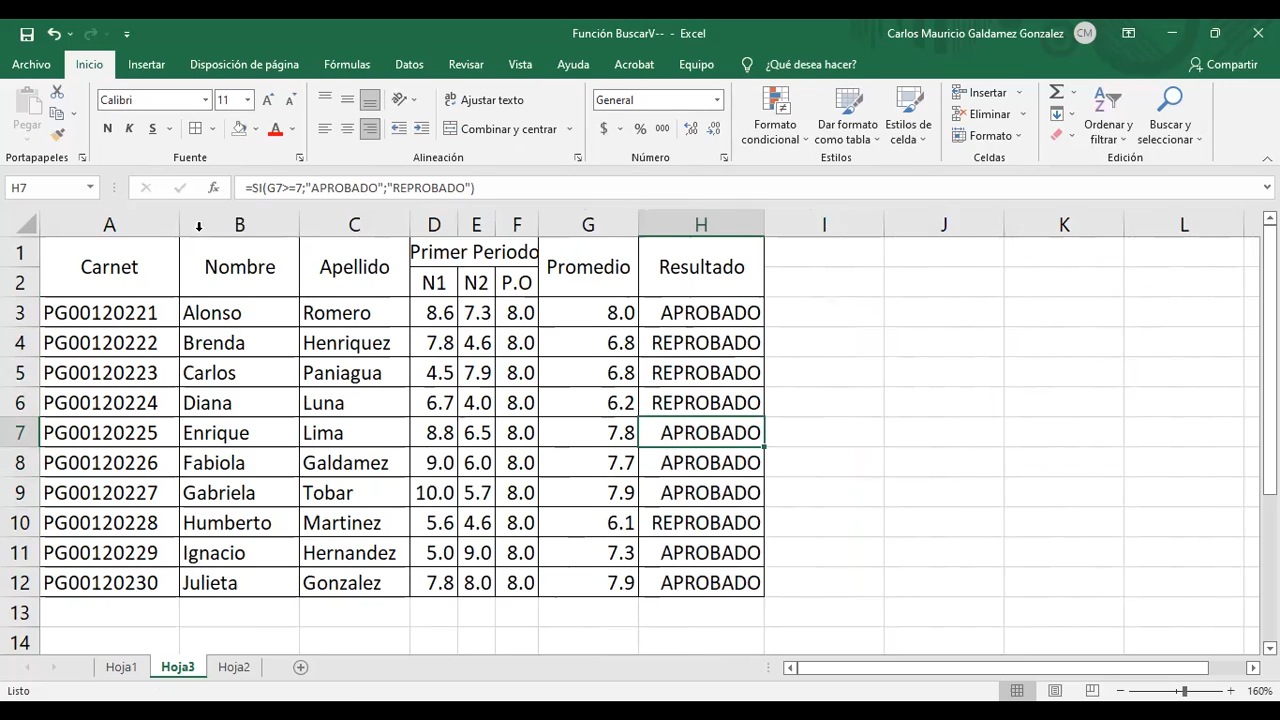 Función BuscarV-- - Excel
Carlos Mauricio Galdamez Gonzalez CM
Archivo Inicio Insertar Disposición de página Fórmulas Datos Revisar Vista Ayuda Acrobat Equipo ¿Qué desea hacer? Compartir
Pegar
Calibri 11 A A
N K S A
Ajustar texto
Combinar y centrar
General
$ % 000
Formato condicional
Dar formato como tabla
Estilos de celda
Insertar
Eliminar
Formato
Ordenar y filtrar
Buscar y seleccionar
Portapapeles Fuente Alineación Número Estilos Celdas Edición
H7 fx =SI(G7>=7;"APROBADO";"REPROBADO")
A B C D E F G H I J K L
1 Carnet Nombre Apellido Primer Periodo Promedio Resultado
2 N1 N2 P.O
3 PG00120221 Alonso Romero 8.6 7.3 8.0 8.0 APROBADO
4 PG00120222 Brenda Henriquez 7.8 4.6 8.0 6.8 REPROBADO
5 PG00120223 Carlos Paniagua 4.5 7.9 8.0 6.8 REPROBADO
6 PG00120224 Diana Luna 6.7 4.0 8.0 6.2 REPROBADO
7 PG00120225 Enrique Lima 8.8 6.5 8.0 7.8 APROBADO
8 PG00120226 Fabiola Galdamez 9.0 6.0 8.0 7.7 APROBADO
9 PG00120227 Gabriela Tobar 10.0 5.7 8.0 7.9 APROBADO
10 PG00120228 Humberto Martinez 5.6 4.6 8.0 6.1 REPROBADO
11 PG00120229 Ignacio Hernandez 5.0 9.0 8.0 7.3 APROBADO
12 PG00120230 Julieta Gonzalez 7.8 8.0 8.0 7.9 APROBADO
13
14
Hoja1 Hoja3 Hoja2
Listo 160%